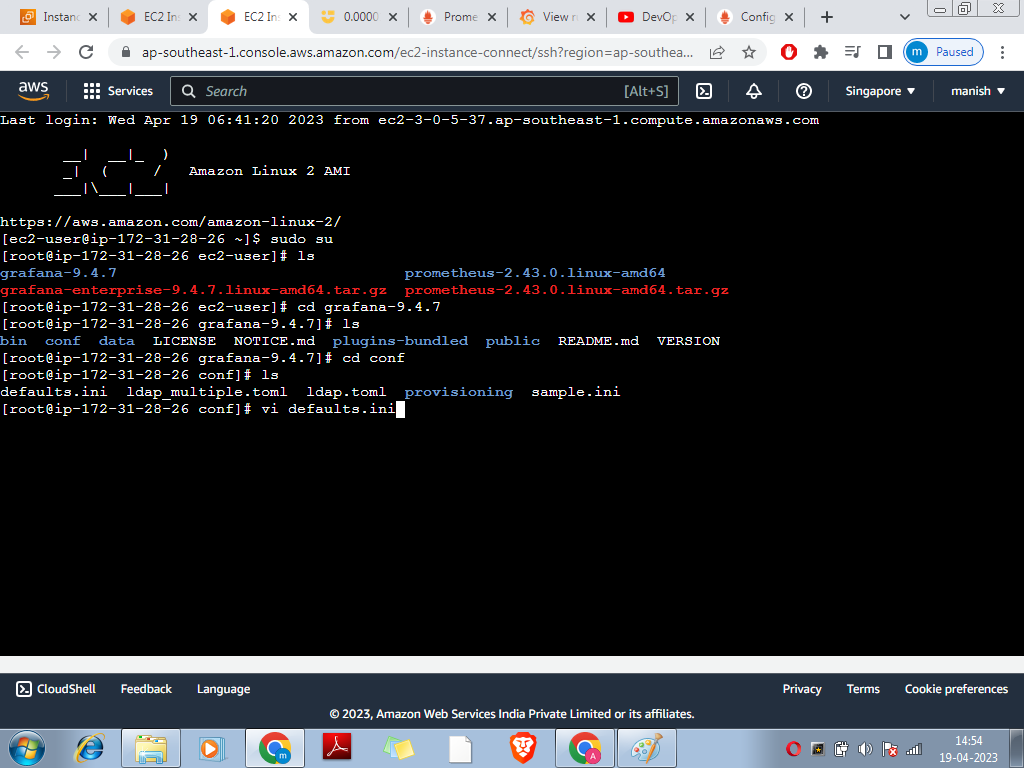 Instanc
EC2 In
EC2 In
0.0000
Prome
View r
DevOp
Config
ap-southeast-1.console.aws.amazon.com/ec2-instance-connect/ssh?region=ap-southea...
m
Paused
aws
Services
Search
[Alt+S]
Singapore
manish
Last login: Wed Apr 19 06:41:20 2023 from ec2-3-0-5-37.ap-southeast-1.compute.amazonaws.com
__|  __|_  )
_|  (     /   Amazon Linux 2 AMI
___|\___|___|
https://aws.amazon.com/amazon-linux-2/
[ec2-user@ip-172-31-28-26 ~]$ sudo su
[root@ip-172-31-28-26 ec2-user]# ls
grafana-9.4.7 prometheus-2.43.0.linux-amd64
grafana-enterprise-9.4.7.linux-amd64.tar.gz prometheus-2.43.0.linux-amd64.tar.gz
[root@ip-172-31-28-26 ec2-user]# cd grafana-9.4.7
[root@ip-172-31-28-26 grafana-9.4.7]# ls
bin conf data LICENSE NOTICE.md plugins-bundled public README.md VERSION
[root@ip-172-31-28-26 grafana-9.4.7]# cd conf
[root@ip-172-31-28-26 conf]# ls
defaults.ini ldap_multiple.toml ldap.toml provisioning sample.ini
[root@ip-172-31-28-26 conf]# vi defaults.ini
CloudShell
Feedback
Language
Privacy
Terms
Cookie preferences
© 2023, Amazon Web Services India Private Limited or its affiliates.
m
A
14:54
19-04-2023